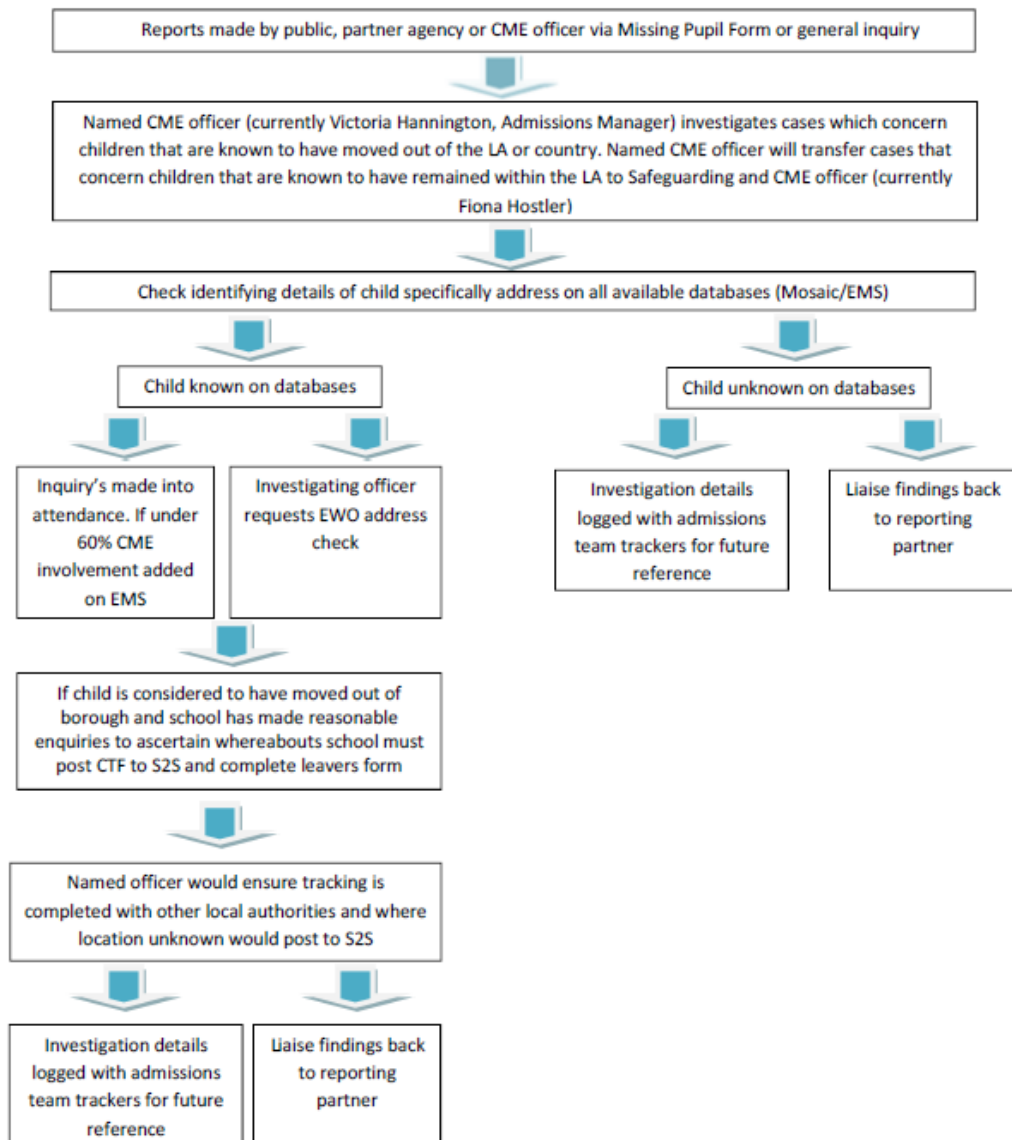 Reports made by public, partner agency or CME officer via Missing Pupil Form or general inquiry
Named CME officer (currently Victoria Hannington, Admissions Manager) investigates cases which concern
children that are known to have moved out of the LA or country. Named CME officer will transfer cases that
concern children that are known to have remained within the LA to Safeguarding and CME officer (currently
Fiona Hostler)
Check identifying details of child specifically address on all available databases (Mosaic/EMS)
Child known on databases
Child unknown on databases
Inquiry's made into
attendance. If under
60% CME
involvement added
on EMS
Investigating officer
requests EWO address
check
Investigation details
logged with admissions
team trackers for future
reference
Liaise findings back
to reporting
partner
If child is considered to have moved out of
borough and school has made reasonable
enquiries to ascertain whereabouts school must
post CTF to S2S and complete leavers form
Named officer would ensure tracking is
completed with other local authorities and where
location unknown would post to S2S
Investigation details
logged with admissions
team trackers for future
reference
Liaise findings back
to reporting
partner